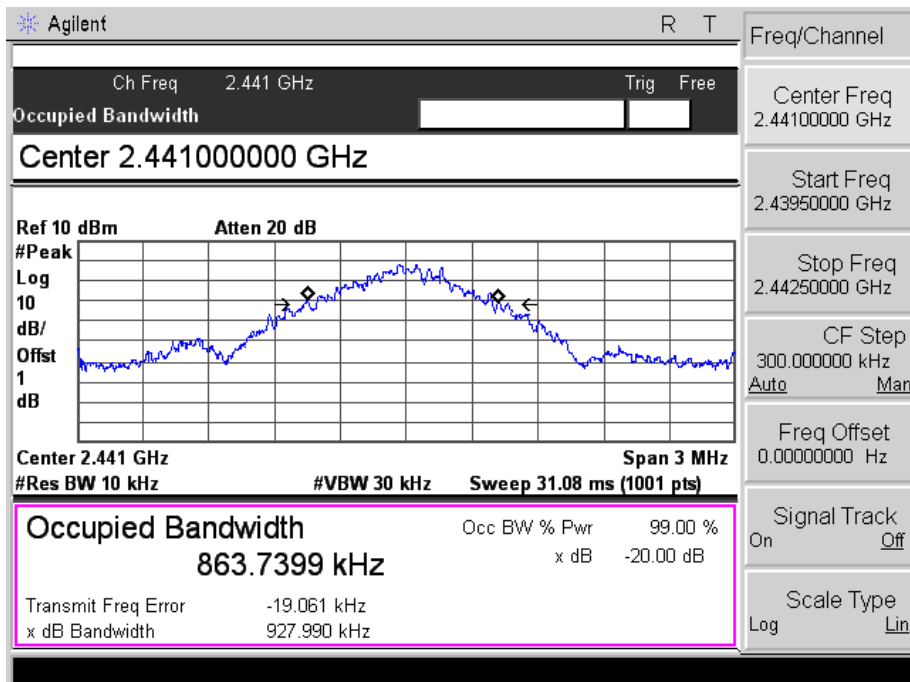 Agilent R T
Ch Freq 2.441 GHz Trig Free
Occupied Bandwidth
Center 2.441000000 GHz
Ref 10 dBm Atten 20 dB
#Peak
Log
10
dB/
Offst
1
dB
Center 2.441 GHz Span 3 MHz
#Res BW 10 kHz #VBW 30 kHz Sweep 31.08 ms (1001 pts)
Occupied Bandwidth
863.7399 kHz
Occ BW % Pwr 99.00 %
x dB -20.00 dB
Transmit Freq Error -19.061 kHz
x dB Bandwidth 927.990 kHz
Freq/Channel
Center Freq
2.44100000 GHz
Start Freq
2.43950000 GHz
Stop Freq
2.44250000 GHz
CF Step
300.000000 kHz
Auto Man
Freq Offset
0.00000000 Hz
Signal Track
On Off
Scale Type
Log Lin